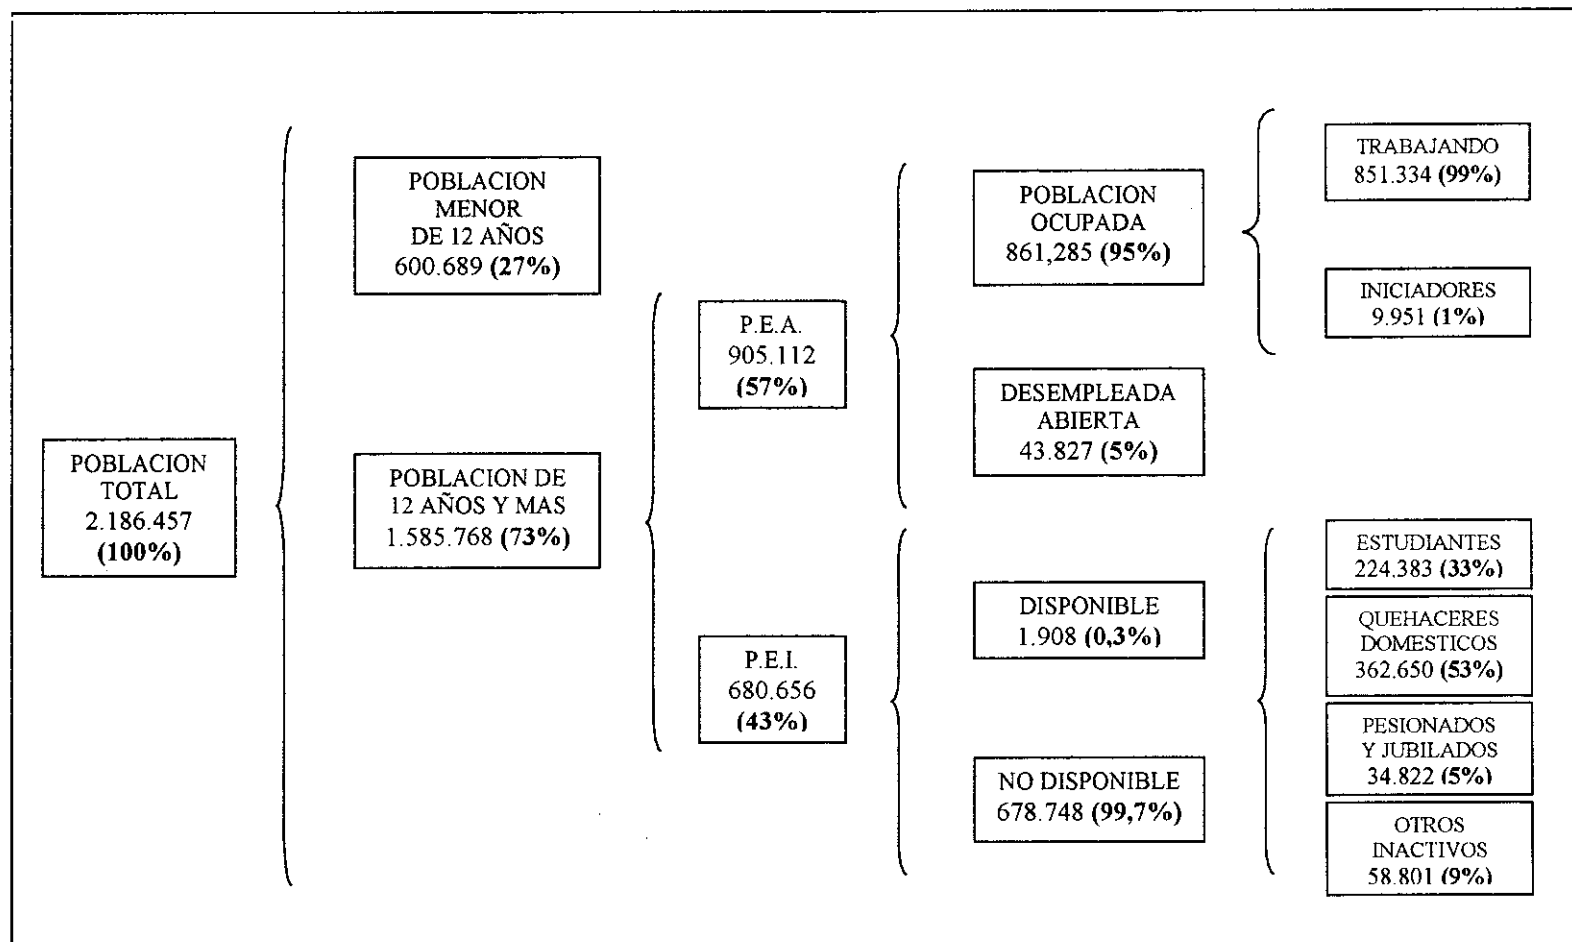 POBLACION
TOTAL
2.186.457
(100%)
POBLACION
MENOR
DE 12 AÑOS
600.689 (27%)
POBLACION DE
12 AÑOS Y MAS
1.585.768 (73%)
P.E.A.
905.112
(57%)
P.E.I.
680.656
(43%)
POBLACION
OCUPADA
861,285 (95%)
DESEMPLEADA
ABIERTA
43.827 (5%)
DISPONIBLE
1.908 (0,3%)
NO DISPONIBLE
678.748 (99,7%)
TRABAJANDO
851.334 (99%)
INICIADORES
9.951 (1%)
ESTUDIANTES
224.383 (33%)
QUEHACERES
DOMESTICOS
362.650 (53%)
PESIONADOS
Y JUBILADOS
34.822 (5%)
OTROS
INACTIVOS
58.801 (9%)